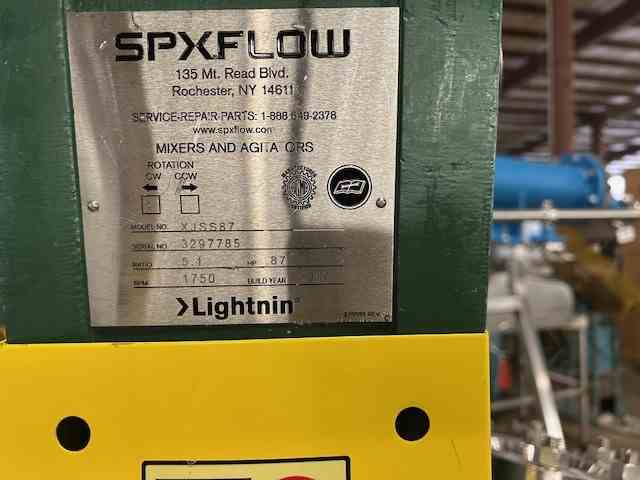 SPXFLOW
135 Mt. Read Blvd.
Rochester, NY 14611
SERVICE-REPAIR-PARTS: 1-888-649-2378
www.spxflow.com
MIXERS AND AGITATORS
ROTATION
CW CCW
MODEL NO. XJSS87
SERIAL NO. 3297785
RATIO 5.1 HP 87
RPM 1750 BUILD YEAR
Lightnin